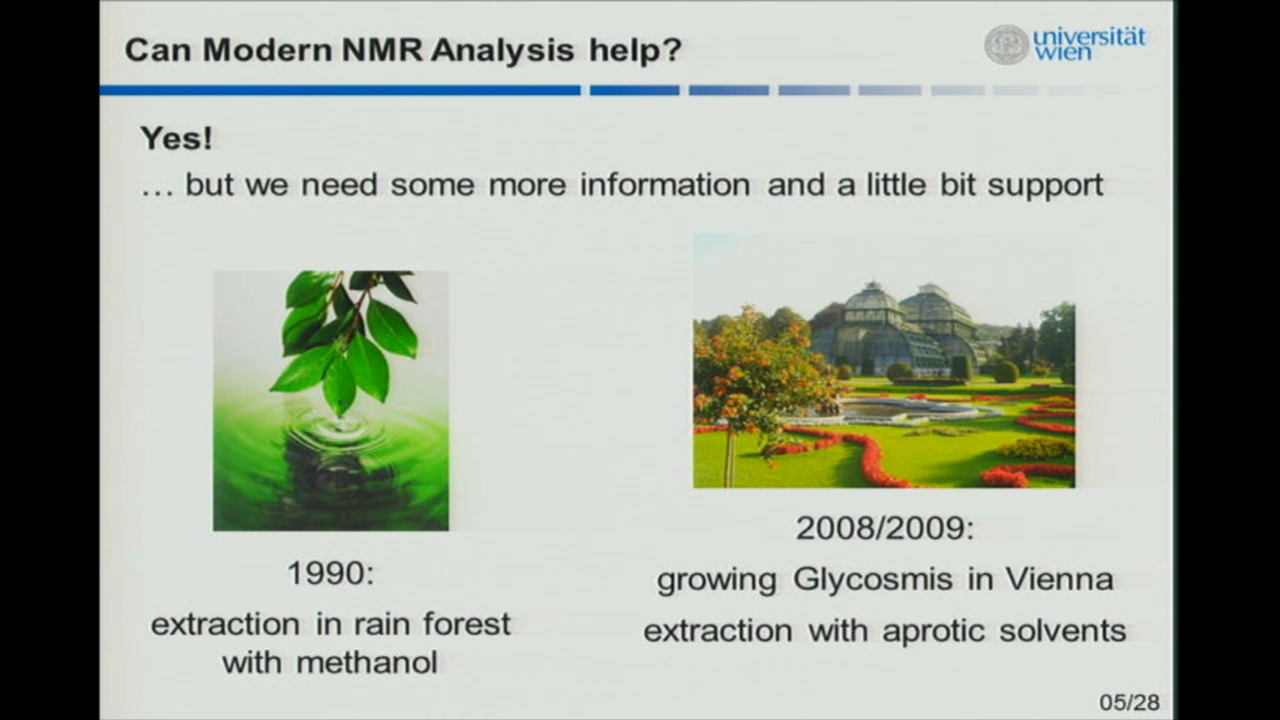 Can Modern NMR Analysis help?
universität
wien
Yes!
… but we need some more information and a little bit support
1990:
extraction in rain forest
with methanol
2008/2009:
growing Glycosmis in Vienna
extraction with aprotic solvents
05/28